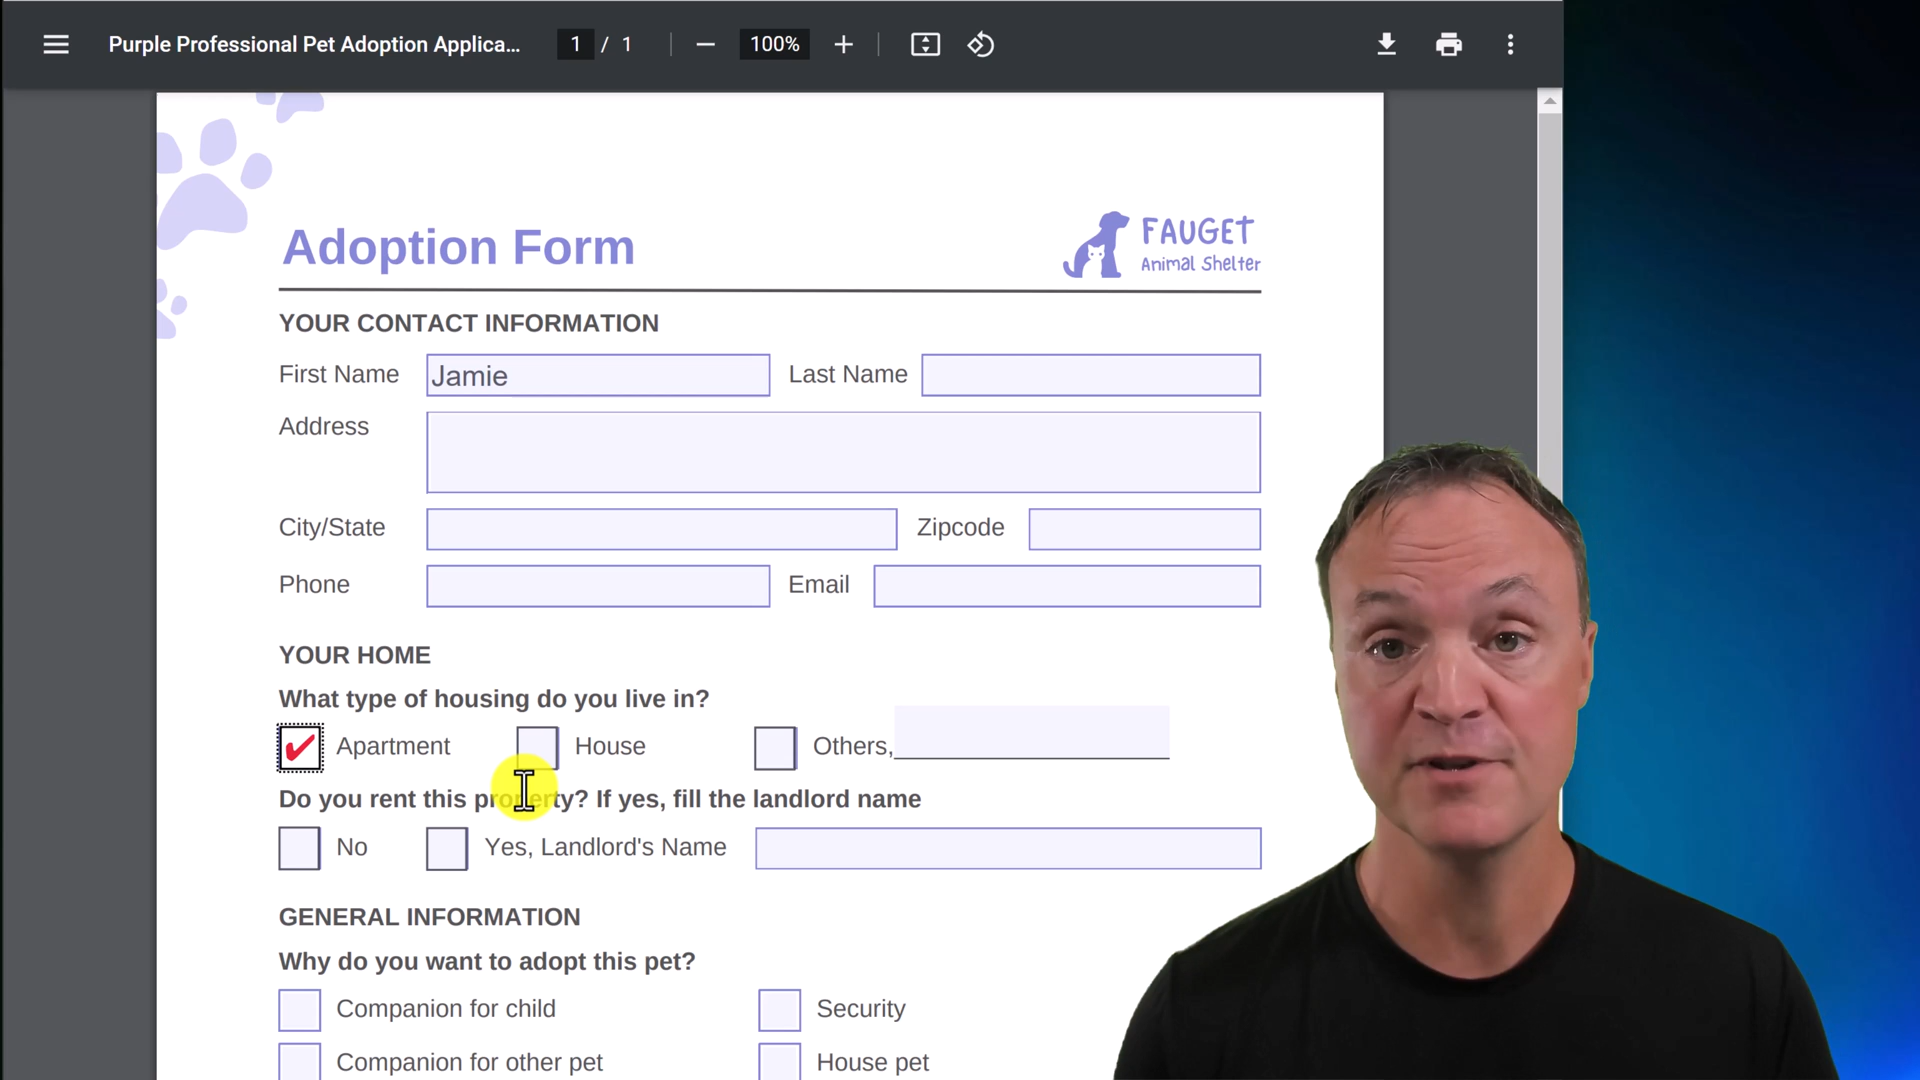 Purple Professional Pet Adoption Applica... 1 / 1 100%
Adoption Form
FAUGET
Animal Shelter
YOUR CONTACT INFORMATION
First Name Jamie Last Name
Address
City/State Zipcode
Phone Email
YOUR HOME
What type of housing do you live in?
✔ Apartment House Others,
Do you rent this property? If yes, fill the landlord name
No Yes, Landlord's Name
GENERAL INFORMATION
Why do you want to adopt this pet?
Companion for child Security
Companion for other pet House pet